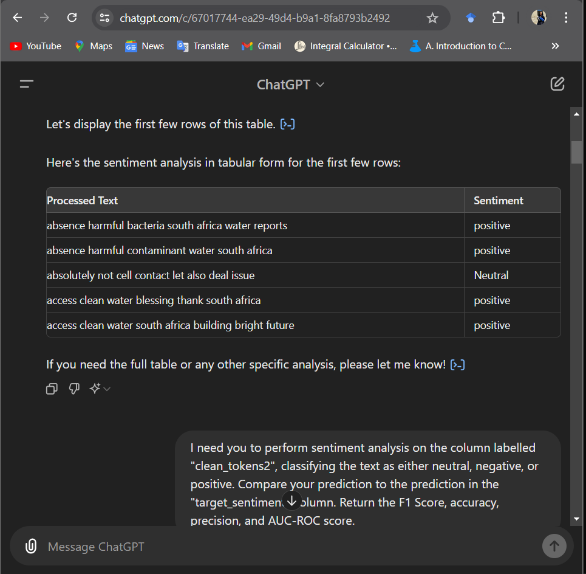 chatgpt.com/c/67017744-ea29-49d4-b9a1-8fa8793b2492
YouTube Maps News Translate Gmail Integral Calculator •... A. Introduction to C... »
ChatGPT
Let's display the first few rows of this table. [>-]
Here's the sentiment analysis in tabular form for the first few rows:
Processed Text Sentiment
absence harmful bacteria south africa water reports positive
absence harmful contaminant water south africa positive
absolutely not cell contact let also deal issue Neutral
access clean water blessing thank south africa positive
access clean water south africa building bright future positive
If you need the full table or any other specific analysis, please let me know! [>-]
I need you to perform sentiment analysis on the column labelled
"clean_tokens2", classifying the text as either neutral, negative, or
positive. Compare your prediction to the prediction in the
"target_sentiment column. Return the F1 Score, accuracy,
precision, and AUC-ROC score.
Message ChatGPT